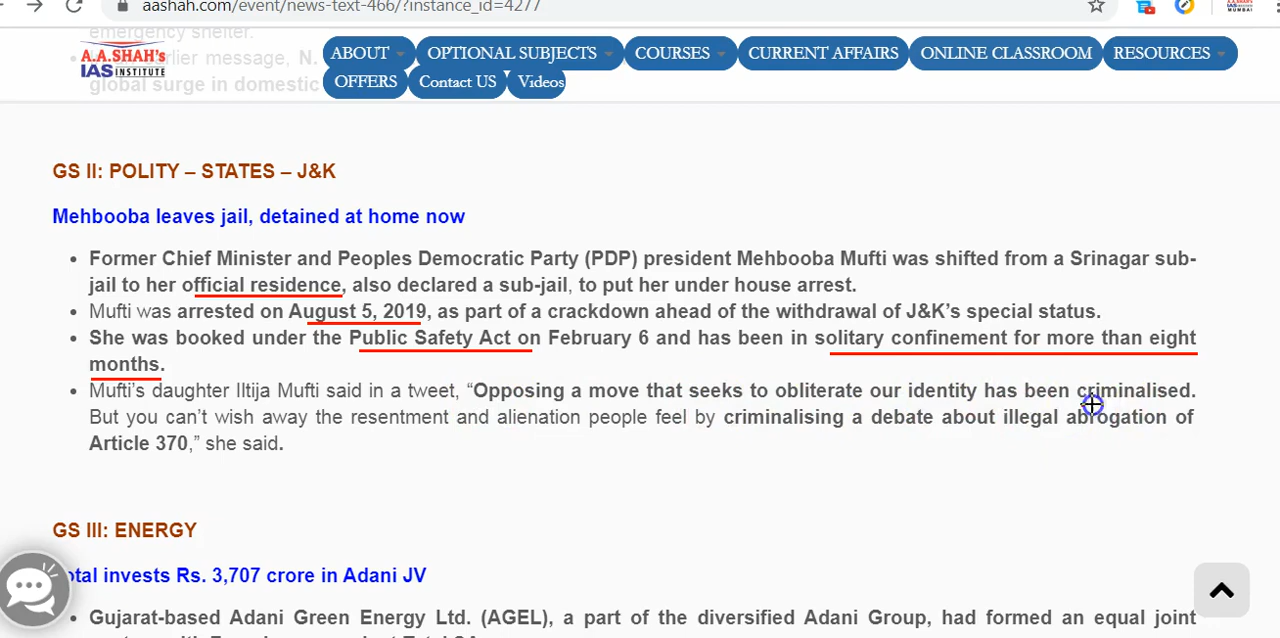 aashah.com/event/news-text-466/?instance_id=4277
emergency shelter.
A.A.SHAH'S
IAS INSTITUTE
rlier message, N.
global surge in domestic
ABOUT
OPTIONAL SUBJECTS
COURSES
CURRENT AFFAIRS
ONLINE CLASSROOM
RESOURCES
OFFERS
Contact US
Videos
GS II: POLITY – STATES – J&K
Mehbooba leaves jail, detained at home now
• Former Chief Minister and Peoples Democratic Party (PDP) president Mehbooba Mufti was shifted from a Srinagar sub-
jail to her official residence, also declared a sub-jail, to put her under house arrest.
• Mufti was arrested on August 5, 2019, as part of a crackdown ahead of the withdrawal of J&K's special status.
• She was booked under the Public Safety Act on February 6 and has been in solitary confinement for more than eight
months.
• Mufti's daughter Iltija Mufti said in a tweet, “Opposing a move that seeks to obliterate our identity has been criminalised.
But you can't wish away the resentment and alienation people feel by criminalising a debate about illegal abrogation of
Article 370,” she said.
GS III: ENERGY
otal invests Rs. 3,707 crore in Adani JV
• Gujarat-based Adani Green Energy Ltd. (AGEL), a part of the diversified Adani Group, had formed an equal joint